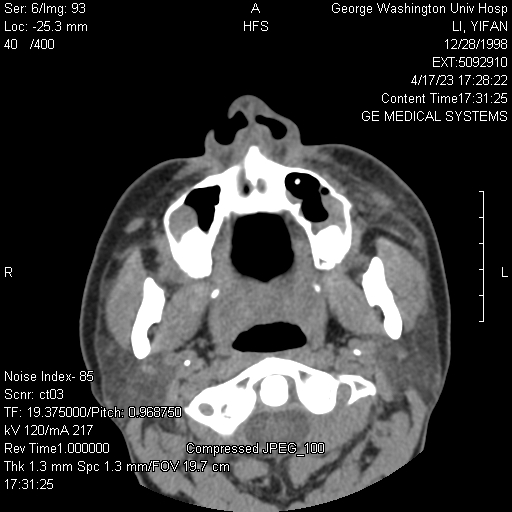 Ser: 6/Img: 93
Loc: -25.3 mm
40 /400
A
HFS
George Washington Univ Hosp
LI, YIFAN
12/28/1998
EXT:5092910
4/17/23 17:28:22
Content Time17:31:25
GE MEDICAL SYSTEMS
R
L
Noise Index- 85
Scnr: ct03
TF: 19.375000/Pitch: 0.968750
kV 120/mA 217
Rev Time1.000000
Compressed JPEG_100
Thk 1.3 mm Spc 1.3 mm/FOV 19.7 cm
17:31:25